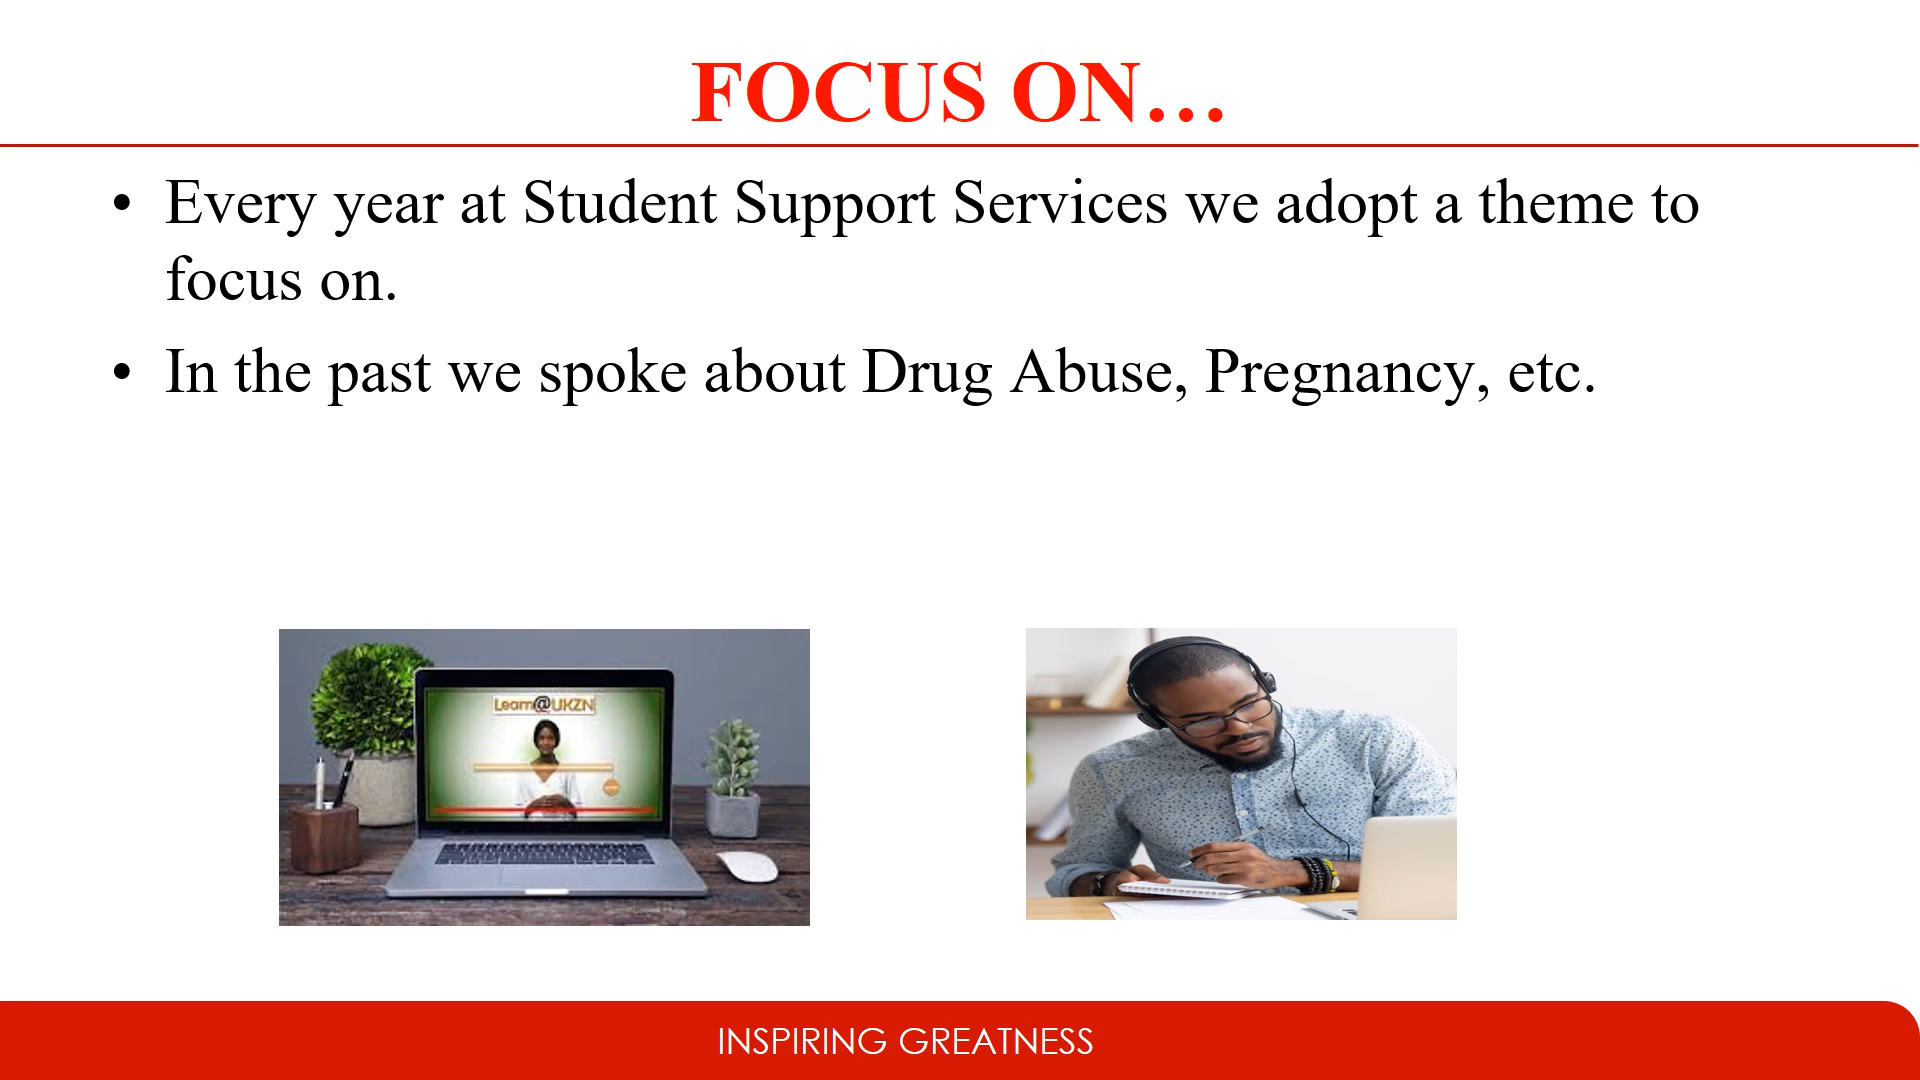 FOCUS ON…
• Every year at Student Support Services we adopt a theme to
focus on.
• In the past we spoke about Drug Abuse, Pregnancy, etc.
Learn@UKZN
INSPIRING GREATNESS